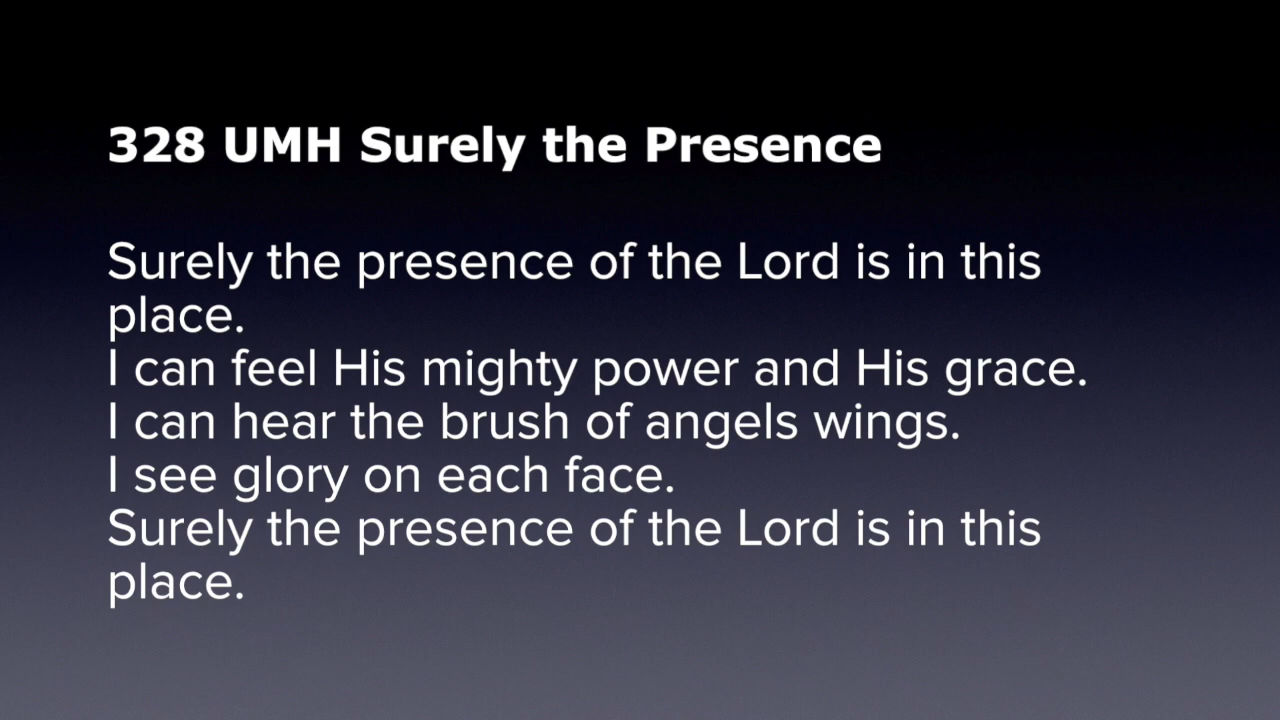 328 UMH Surely the Presence
Surely the presence of the Lord is in this
place.
I can feel His mighty power and His grace.
I can hear the brush of angels wings.
I see glory on each face.
Surely the presence of the Lord is in this
place.